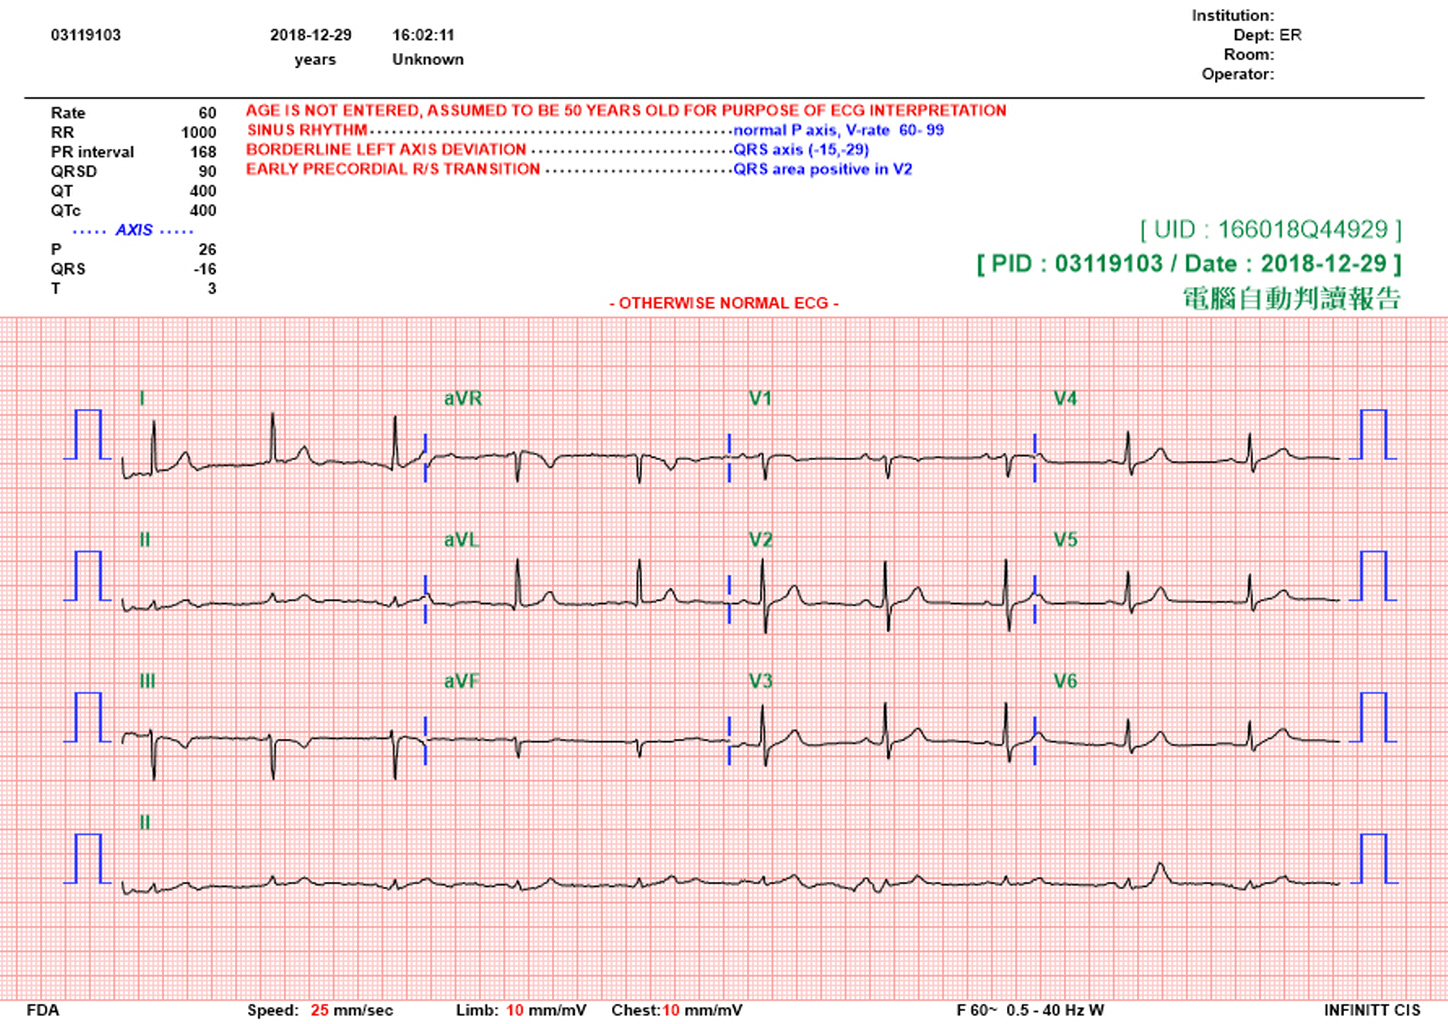 Institution:
03119103 2018-12-29 16:02:11 Dept: ER
years Unknown Room:
Operator:
Rate 60 AGE IS NOT ENTERED, ASSUMED TO BE 50 YEARS OLD FOR PURPOSE OF ECG INTERPRETATION
RR 1000 SINUS RHYTHM normal P axis, V-rate 60- 99
PR interval 168 BORDERLINE LEFT AXIS DEVIATION QRS axis (-15,-29)
QRSD 90 EARLY PRECORDIAL R/S TRANSITION QRS area positive in V2
QT 400
QTc 400
AXIS
P 26
QRS -16
T 3
[ UID : 166018Q44929 ]
[ PID : 03119103 / Date : 2018-12-29 ]
電腦自動判讀報告
- OTHERWISE NORMAL ECG -
I aVR V1 V4
II aVL V2 V5
III aVF V3 V6
II
FDA Speed: 25 mm/sec Limb: 10 mm/mV Chest:10 mm/mV F 60~ 0.5 - 40 Hz W INFINITT CIS